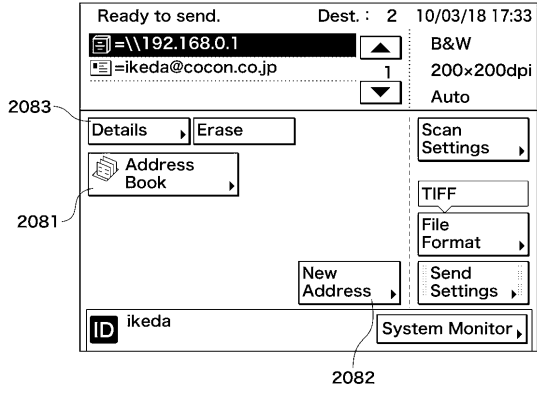 Ready to send. Dest. : 2 10/03/18 17:33
=\\192.168.0.1
B&W
=ikeda@cocon.co.jp
1
200×200dpi
Auto
2083
Details
Erase
Scan
Settings
Address
Book
TIFF
2081
File
Format
New
Address
Send
Settings
ID ikeda
System Monitor
2082